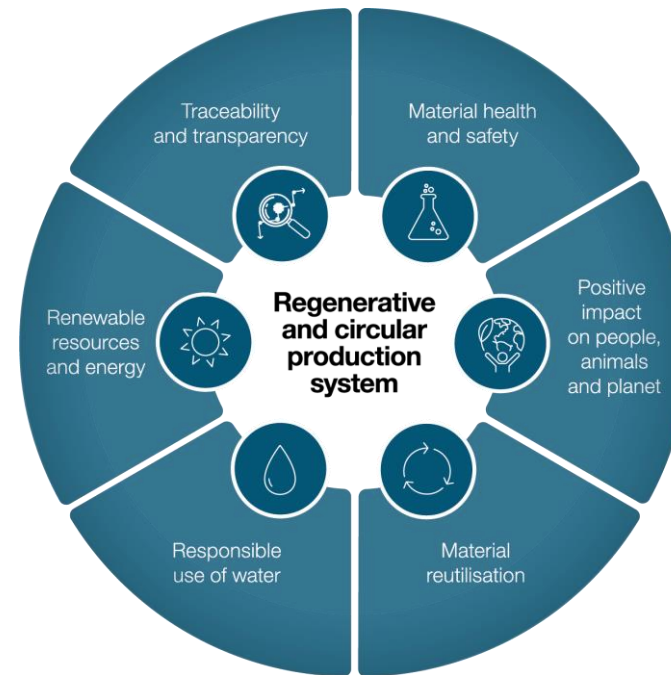 Traceability
and transparency
Material health
and safety
Renewable
resources
and energy
Regenerative
and circular
production
system
Positive
impact
on people,
animals
and planet
Responsible
use of water
Material
reutilisation